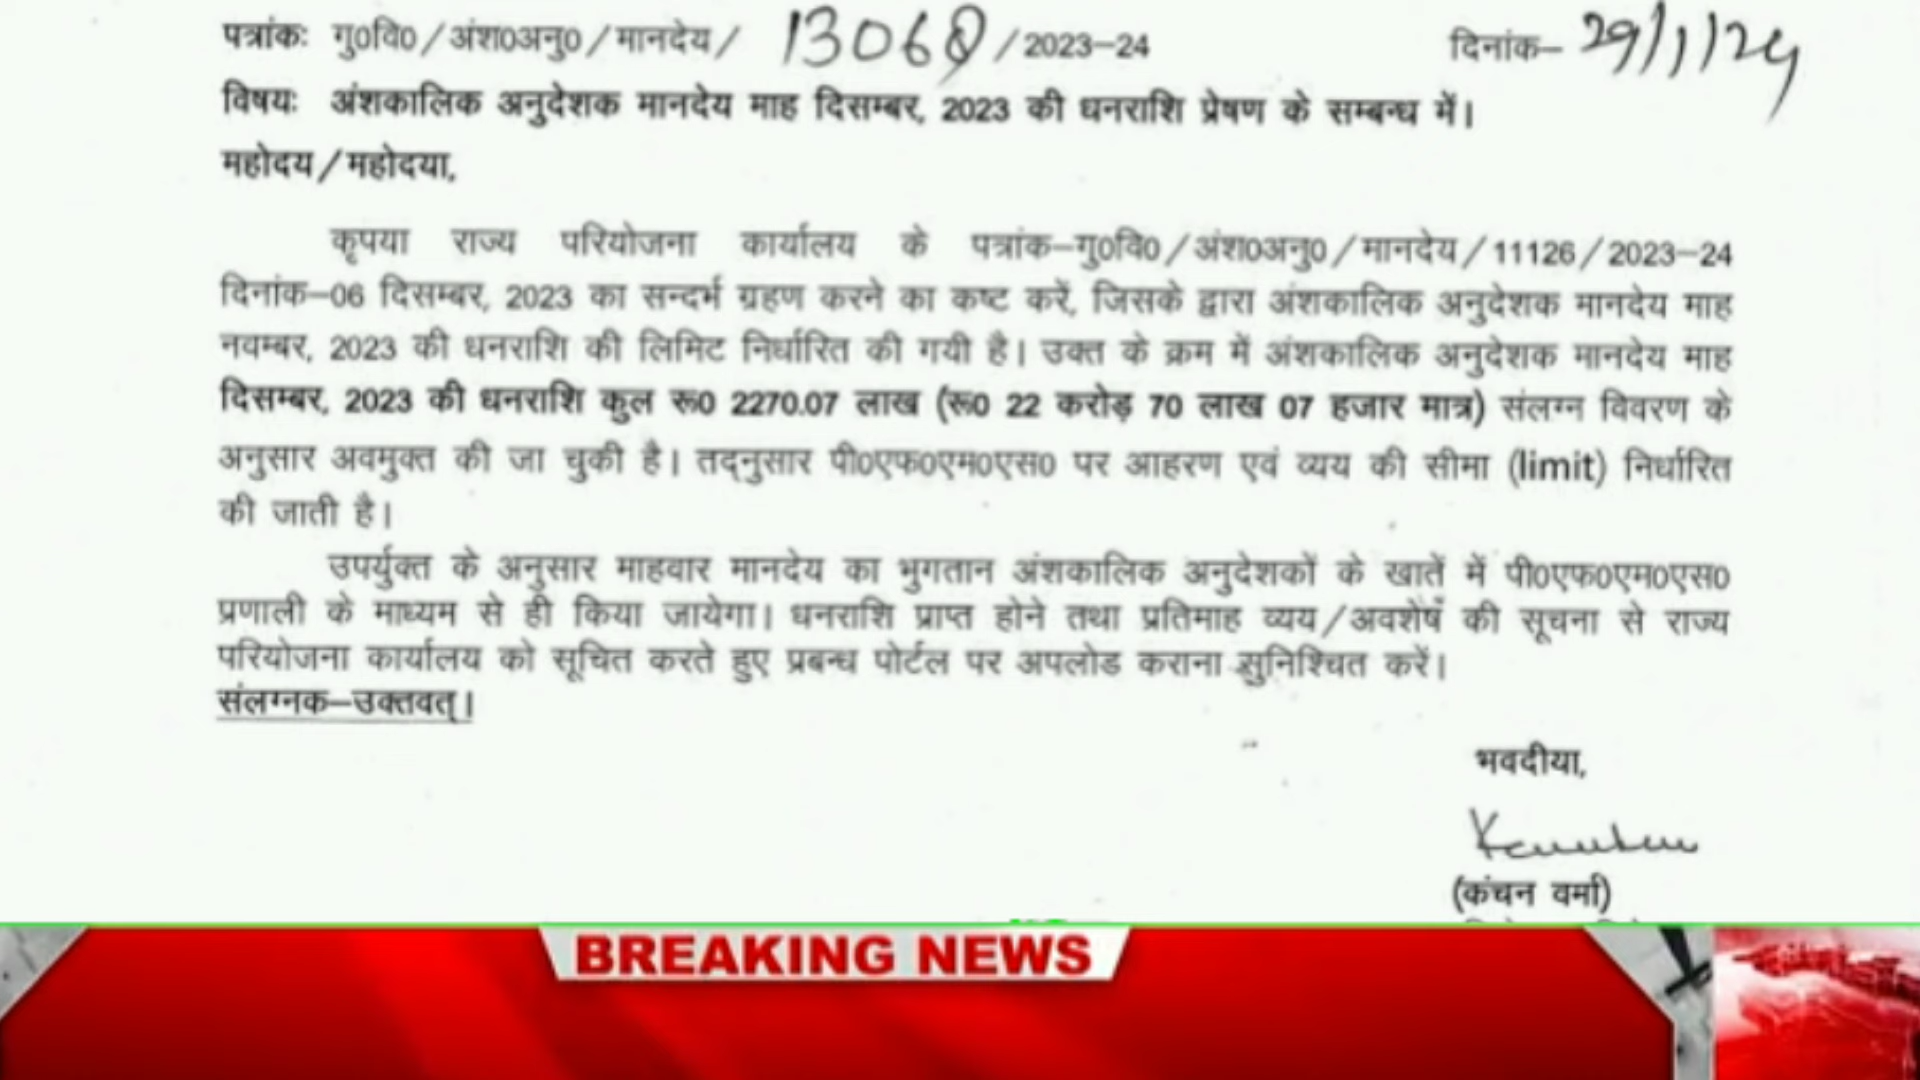 पत्रांकः गु0वि0/अंश0अनु0/मानदेय/ /2023-24 दिनांक- 29/1/24
विषयः अंशकालिक अनुदेशक मानदेय माह दिसम्बर, 2023 की धनराशि प्रेषण के सम्बन्ध में।
महोदय/महोदया,
कृपया राज्य परियोजना कार्यालय के पत्रांक-गु0वि0/अंश0अनु0/मानदेय/11126/2023-24
दिनांक-06 दिसम्बर, 2023 का सन्दर्भ ग्रहण करने का कष्ट करें, जिसके द्वारा अंशकालिक अनुदेशक मानदेय माह
नवम्बर, 2023 की धनराशि की लिमिट निर्धारित की गयी है। उक्त के क्रम में अंशकालिक अनुदेशक मानदेय माह
दिसम्बर, 2023 की धनराशि कुल रू0 2270.07 लाख (रू0 22 करोड़ 70 लाख 07 हजार मात्र) संलग्न विवरण के
अनुसार अवमुक्त की जा चुकी है। तद्नुसार पी0एफ0एम0एस0 पर आहरण एवं व्यय की सीमा (limit) निर्धारित
की जाती है।
उपर्युक्त के अनुसार माहवार मानदेय का भुगतान अंशकालिक अनुदेशकों के खातें में पी0एफ0एम0एस0
प्रणाली के माध्यम से ही किया जायेगा। धनराशि प्राप्त होने तथा प्रतिमाह व्यय/अवशेष की सूचना से राज्य
परियोजना कार्यालय को सूचित करते हुए प्रबन्ध पोर्टल पर अपलोड कराना सुनिश्चित करें।
संलग्नक-उक्तवत्।
भवदीया,
(कंचन वर्मा)
BREAKING NEWS